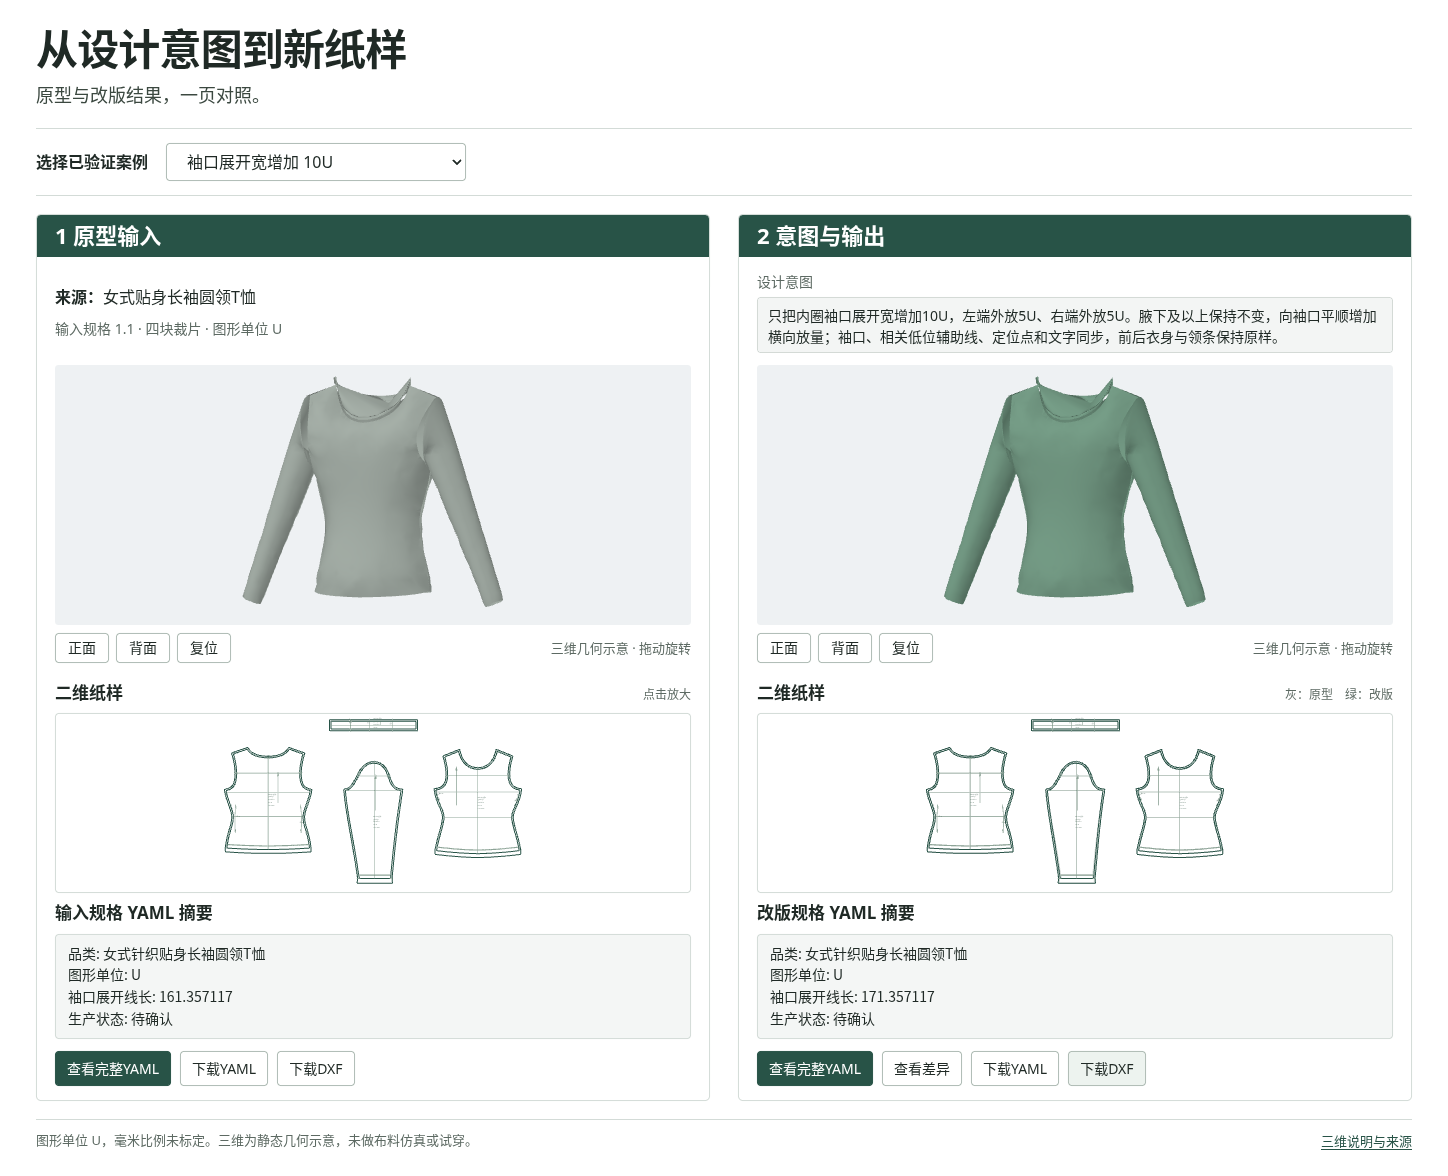 从设计意图到新纸样
原型与改版结果，一页对照。
选择已验证案例
袖口展开宽增加 10U
1 原型输入
来源：女式贴身长袖圆领T恤
输入规格 1.1 · 四块裁片 · 图形单位 U
正面
背面
复位
三维几何示意 · 拖动旋转
二维纸样
点击放大
输入规格 YAML 摘要
品类: 女式针织贴身长袖圆领T恤
图形单位: U
袖口展开线长: 161.357117
生产状态: 待确认
查看完整YAML
下载YAML
下载DXF
2 意图与输出
设计意图
只把内圈袖口展开宽增加10U，左端外放5U、右端外放5U。腋下及以上保持不变，向袖口平顺增加
横向放量；袖口、相关低位辅助线、定位点和文字同步，前后衣身与领条保持原样。
正面
背面
复位
三维几何示意 · 拖动旋转
二维纸样
灰：原型 绿：改版
改版规格 YAML 摘要
品类: 女式针织贴身长袖圆领T恤
图形单位: U
袖口展开线长: 171.357117
生产状态: 待确认
查看完整YAML
查看差异
下载YAML
下载DXF
图形单位 U，毫米比例未标定。三维为静态几何示意，未做布料仿真或试穿。
三维说明与来源